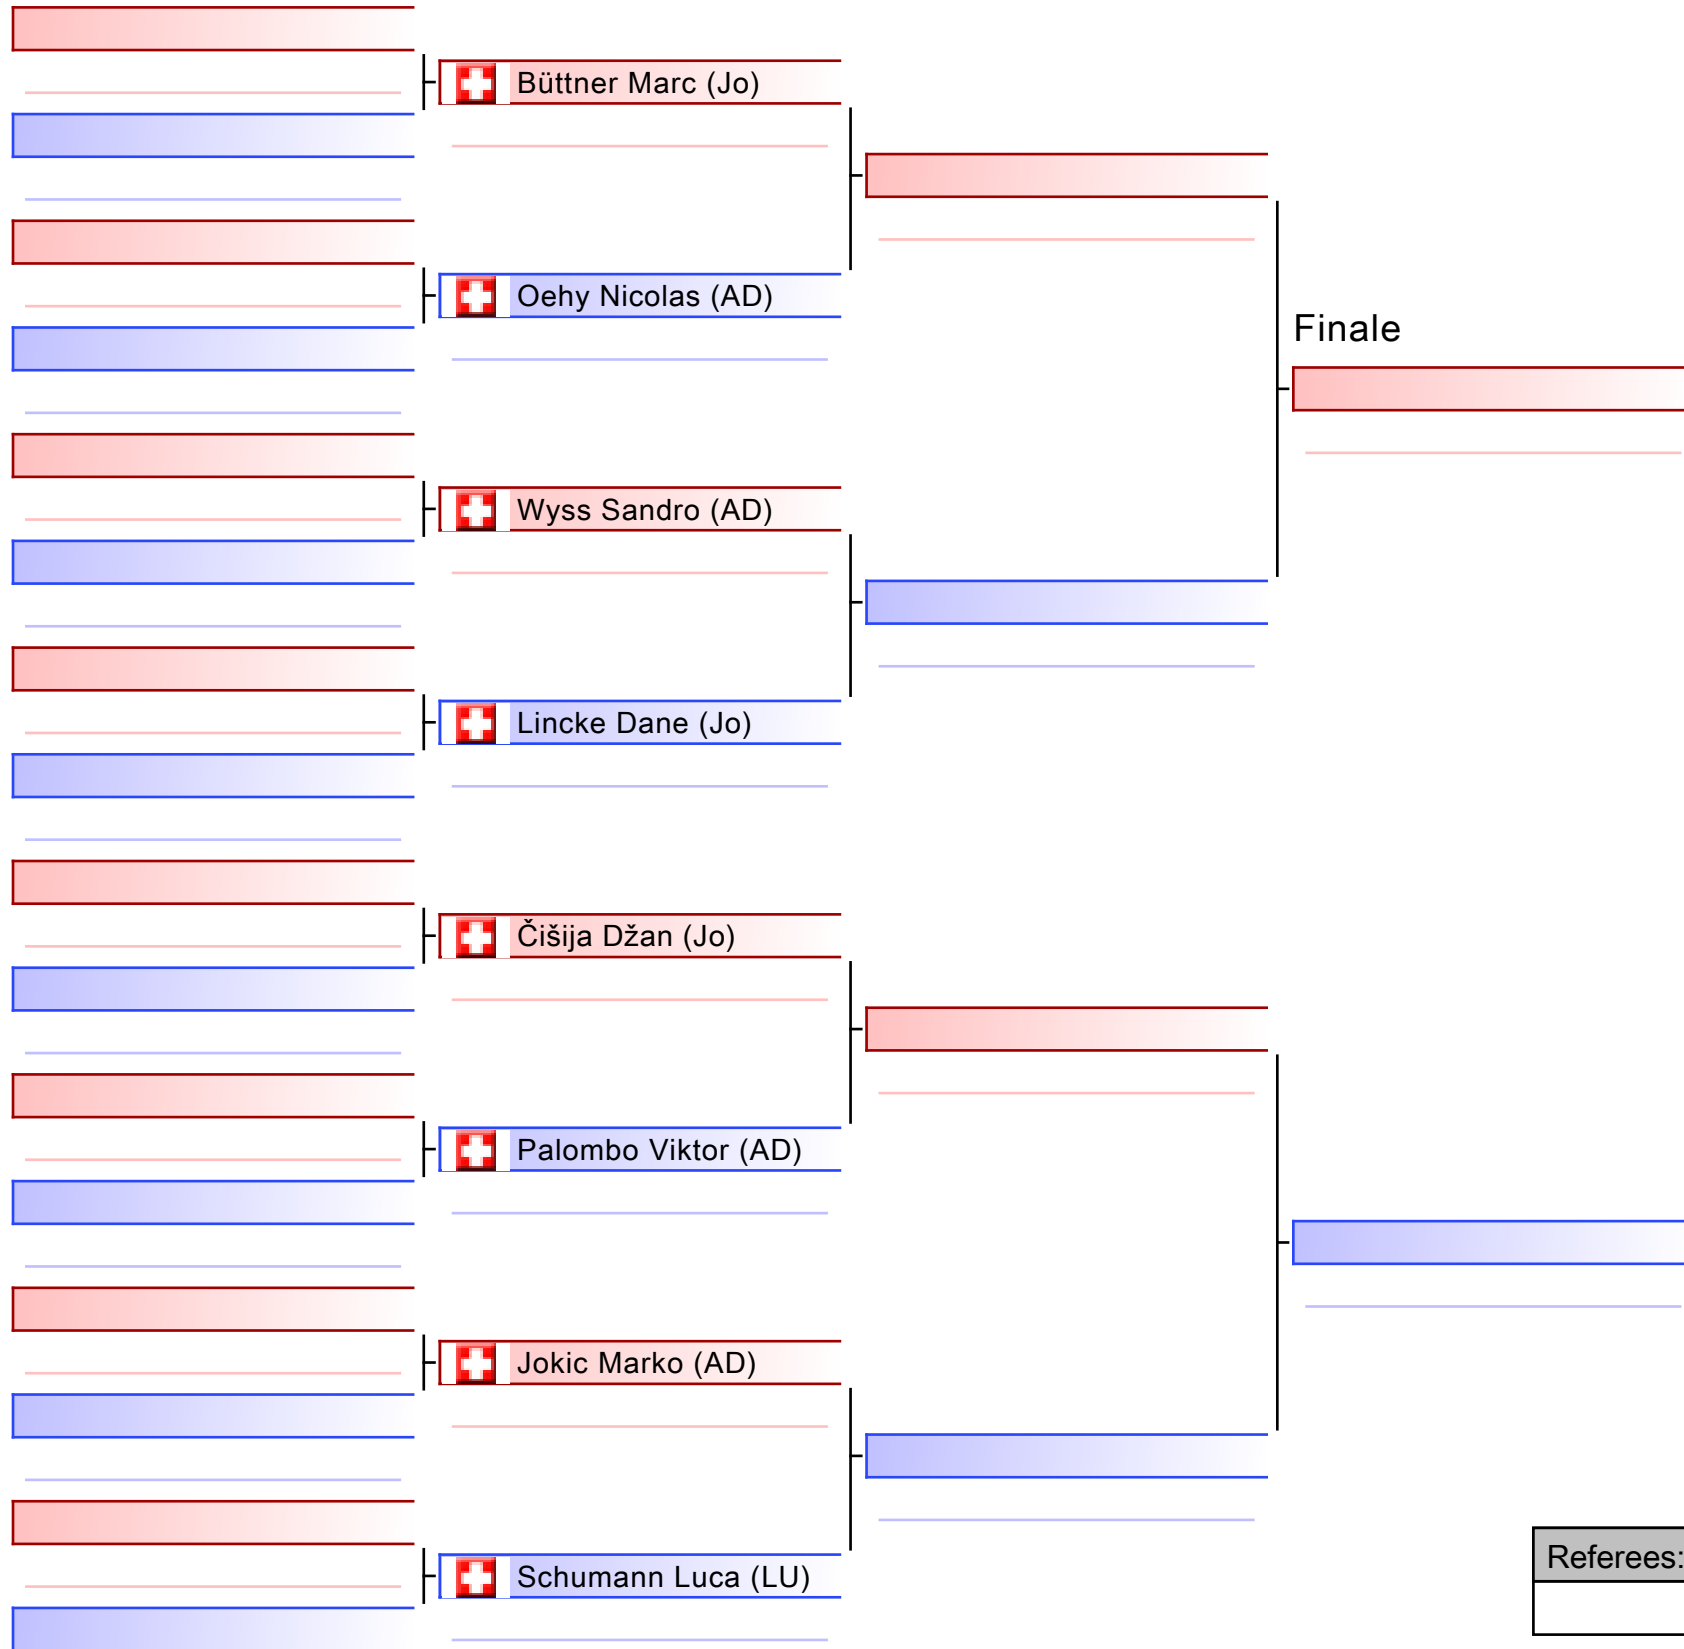 Büttner Marc (Jo)
Oehy Nicolas (AD)
Finale
Wyss Sandro (AD)
Lincke Dane (Jo)
Čišija Džan (Jo)
Palombo Viktor (AD)
Jokic Marko (AD)
Schumann Luca (LU)
Referees: